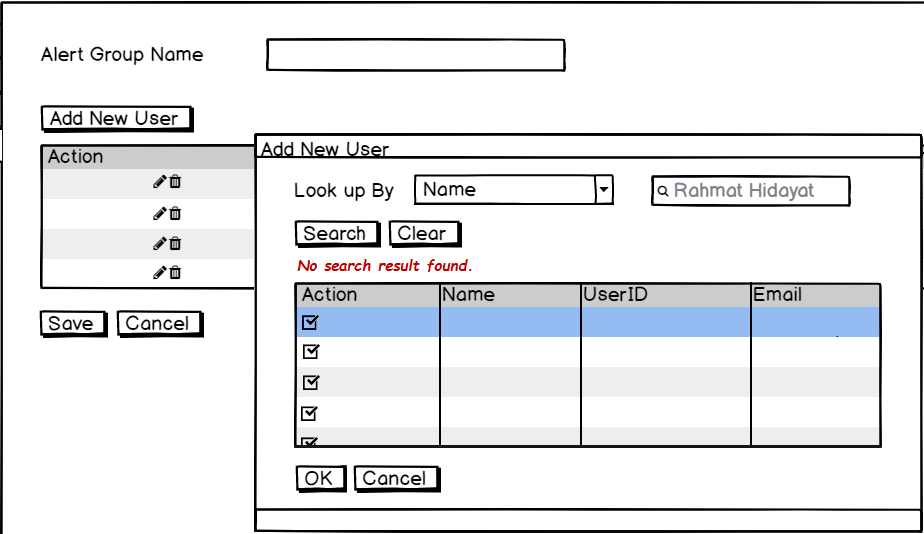 Alert Group Name
Add New User
Action
Add New User
Look up By Name Rahmat Hidayat
Search Clear
No search result found.
Action Name UserID Email
OK Cancel
Save Cancel